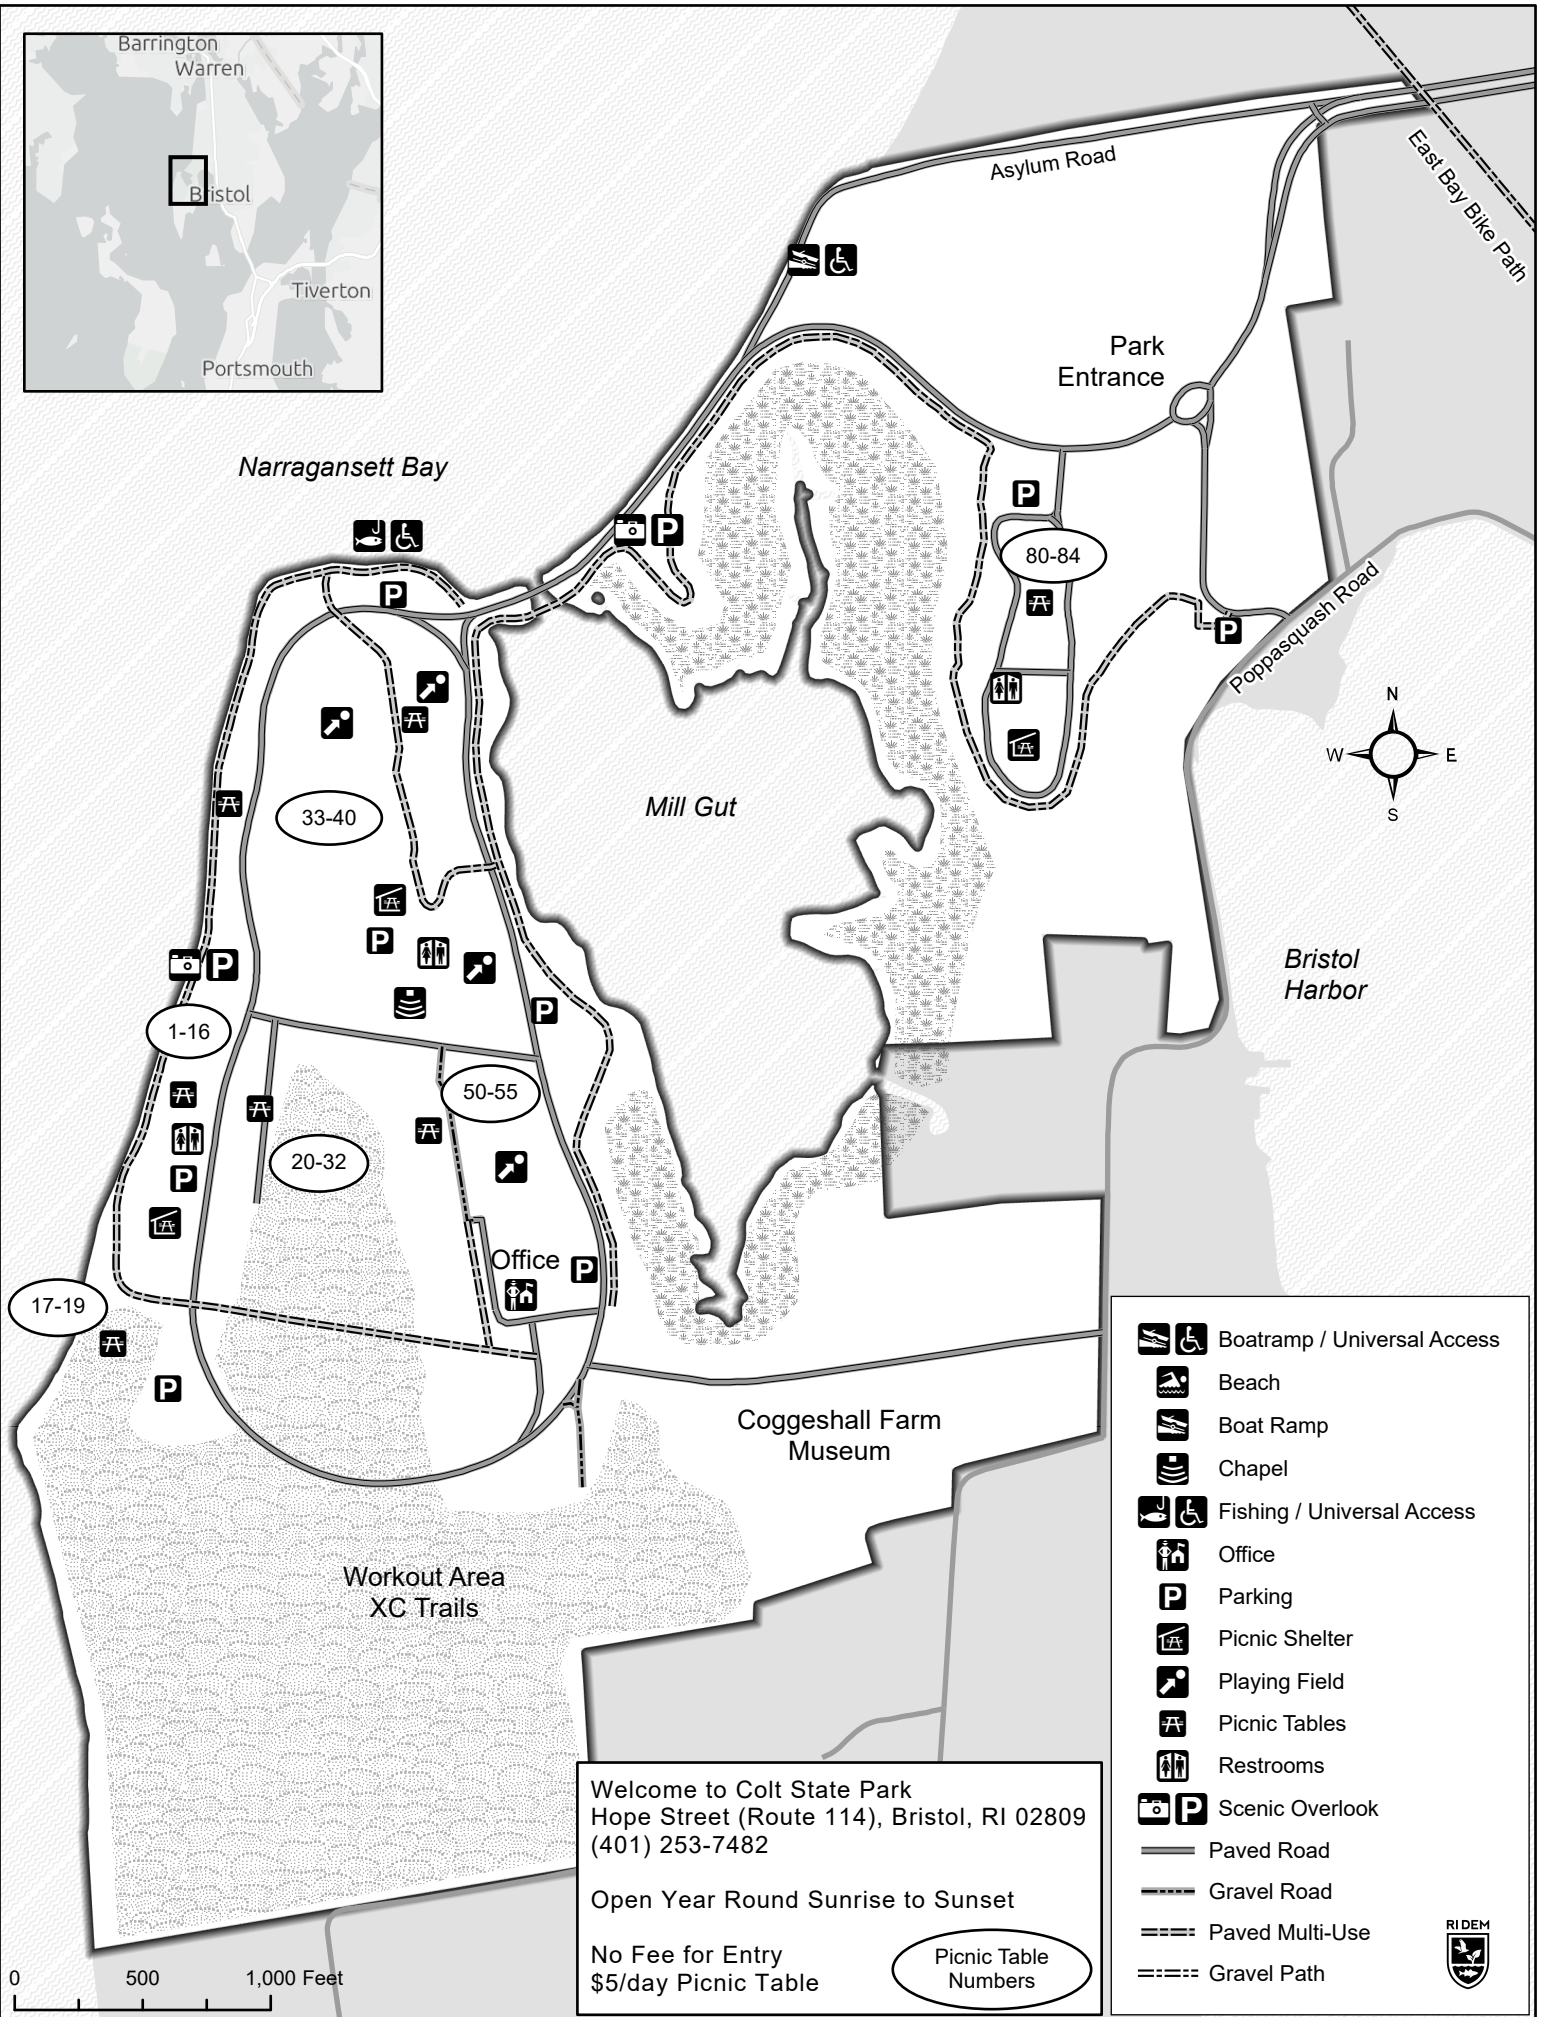 Barrington
Warren
Bristol
Tiverton
Portsmouth
Asylum Road
East Bay Bike Path
Park
Entrance
Narragansett Bay
P
80-84
P
P
P
Poppasquash Road
N
W
E
S
Mill Gut
33-40
P
P
P
Bristol
Harbor
1-16
50-55
20-32
P
Office
P
17-19
P
Coggeshall Farm
Museum
Workout Area
XC Trails
Boatramp / Universal Access
Beach
Boat Ramp
Chapel
Fishing / Universal Access
Office
P Parking
Picnic Shelter
Playing Field
Picnic Tables
Restrooms
P Scenic Overlook
Paved Road
Gravel Road
Paved Multi-Use
Gravel Path
RI DEM
Welcome to Colt State Park
Hope Street (Route 114), Bristol, RI 02809
(401) 253-7482
Open Year Round Sunrise to Sunset
No Fee for Entry
$5/day Picnic Table
Picnic Table
Numbers
0 500 1,000 Feet